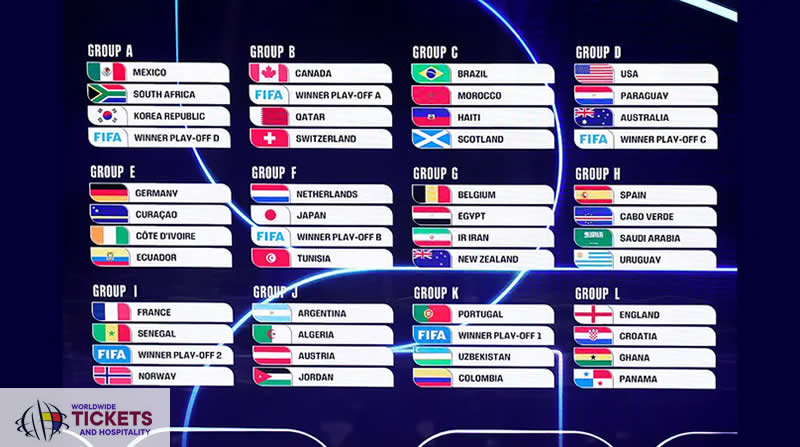 GROUP A
MEXICO
SOUTH AFRICA
KOREA REPUBLIC
FIFA WINNER PLAY-OFF D
GROUP B
CANADA
FIFA WINNER PLAY-OFF A
QATAR
SWITZERLAND
GROUP C
BRAZIL
MOROCCO
HAITI
SCOTLAND
GROUP D
USA
PARAGUAY
AUSTRALIA
FIFA WINNER PLAY-OFF C
GROUP E
GERMANY
CURAÇAO
CÔTE D'IVOIRE
ECUADOR
GROUP F
NETHERLANDS
JAPAN
FIFA WINNER PLAY-OFF B
TUNISIA
GROUP G
BELGIUM
EGYPT
IR IRAN
NEW ZEALAND
GROUP H
SPAIN
CABO VERDE
SAUDI ARABIA
URUGUAY
GROUP I
FRANCE
SENEGAL
FIFA WINNER PLAY-OFF 2
NORWAY
GROUP J
ARGENTINA
ALGERIA
AUSTRIA
JORDAN
GROUP K
PORTUGAL
FIFA WINNER PLAY-OFF 1
UZBEKISTAN
COLOMBIA
GROUP L
ENGLAND
CROATIA
GHANA
PANAMA
WORLDWIDE
TICKETS
AND HOSPITALITY